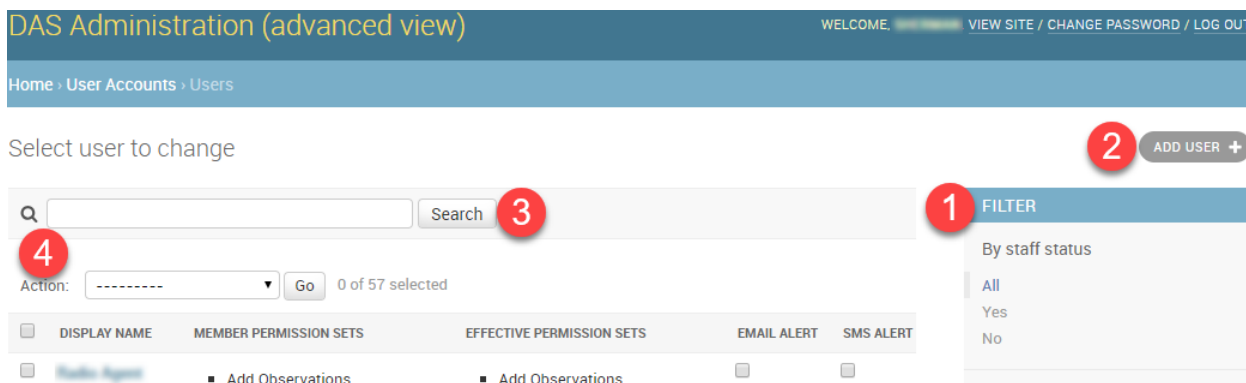 DAS Administration (advanced view)
WELCOME, VIEW SITE / CHANGE PASSWORD / LOG OUT
Home › User Accounts › Users
Select user to change
2
ADD USER +
Search
3
1
FILTER
4
By staff status
Action: --------- Go 0 of 57 selected
All
Yes
No
DISPLAY NAME MEMBER PERMISSION SETS EFFECTIVE PERMISSION SETS EMAIL ALERT SMS ALERT
▪ Add Observations ▪ Add Observations